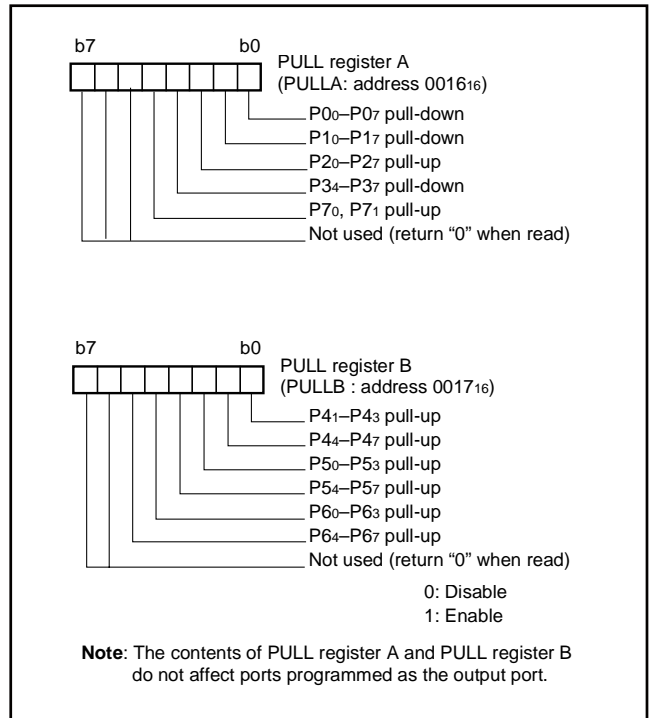 b7 b0
PULL register A
(PULLA: address 0016₁₆)
P0₀–P0₇ pull-down
P1₀–P1₇ pull-down
P2₀–P2₇ pull-up
P3₄–P3₇ pull-down
P7₀, P7₁ pull-up
Not used (return “0” when read)
b7 b0
PULL register B
(PULLB : address 0017₁₆)
P4₁–P4₃ pull-up
P4₄–P4₇ pull-up
P5₀–P5₃ pull-up
P5₄–P5₇ pull-up
P6₀–P6₃ pull-up
P6₄–P6₇ pull-up
Not used (return “0” when read)
0: Disable
1: Enable
Note: The contents of PULL register A and PULL register B
do not affect ports programmed as the output port.